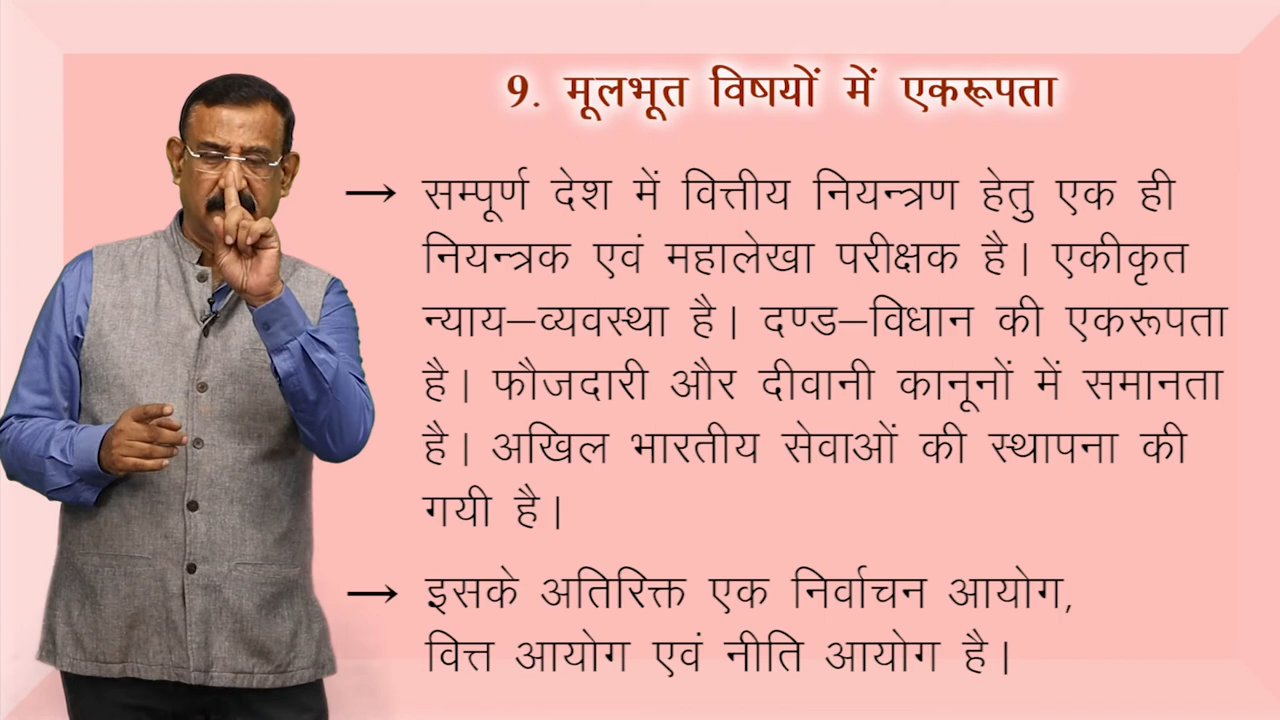 9. मूलभूत विषयों में एकरूपता
→ सम्पूर्ण देश में वित्तीय नियन्त्रण हेतु एक ही
नियन्त्रक एवं महालेखा परीक्षक है। एकीकृत
न्याय–व्यवस्था है। दण्ड–विधान की एकरूपता
है। फौजदारी और दीवानी कानूनों में समानता
है। अखिल भारतीय सेवाओं की स्थापना की
गयी है।
→ इसके अतिरिक्त एक निर्वाचन आयोग,
वित्त आयोग एवं नीति आयोग है।